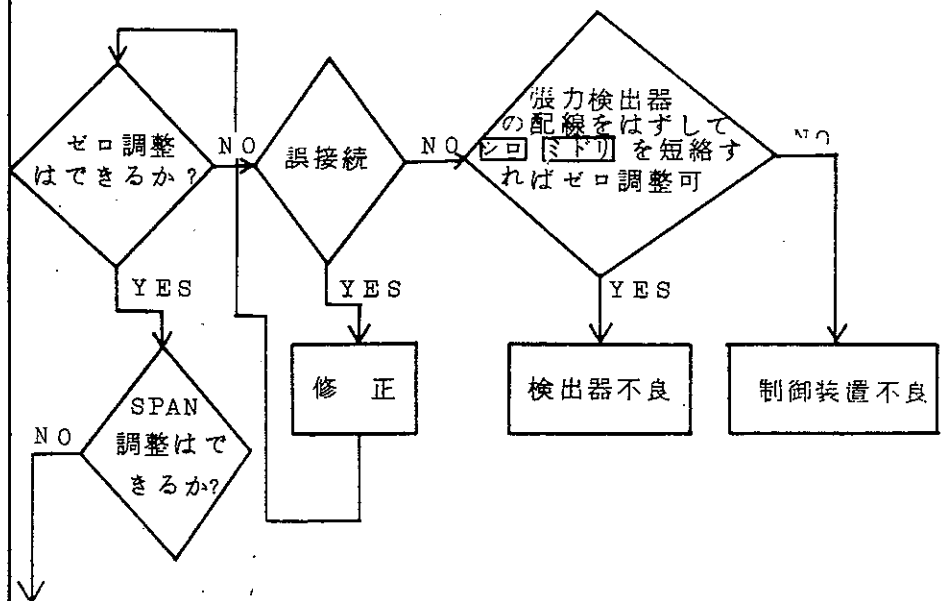 ゼロ調整
はできるか?
NO
YES
誤接続
NO
YES
張力検出器
の配線をはずして
シロ ミドリ を短絡す
ればゼロ調整可
NO
YES
修 正
検出器不良
制御装置不良
SPAN
調整はで
きるか?
NO